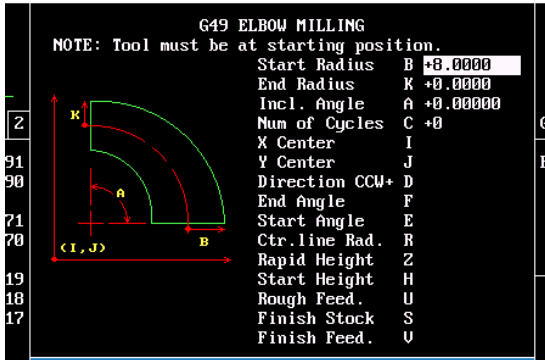 G49 ELBOW MILLING
NOTE: Tool must be at starting position.
Start Radius B +8.0000
End Radius K +0.0000
Incl. Angle A +0.00000
Num of Cycles C +0
X Center I
Y Center J
Direction CCW+ D
End Angle F
Start Angle E
Ctr.line Rad. R
Rapid Height Z
Start Height H
Rough Feed. U
Finish Stock S
Finish Feed. V
K
A
B
(I,J)
2
91
90
71
70
19
18
17